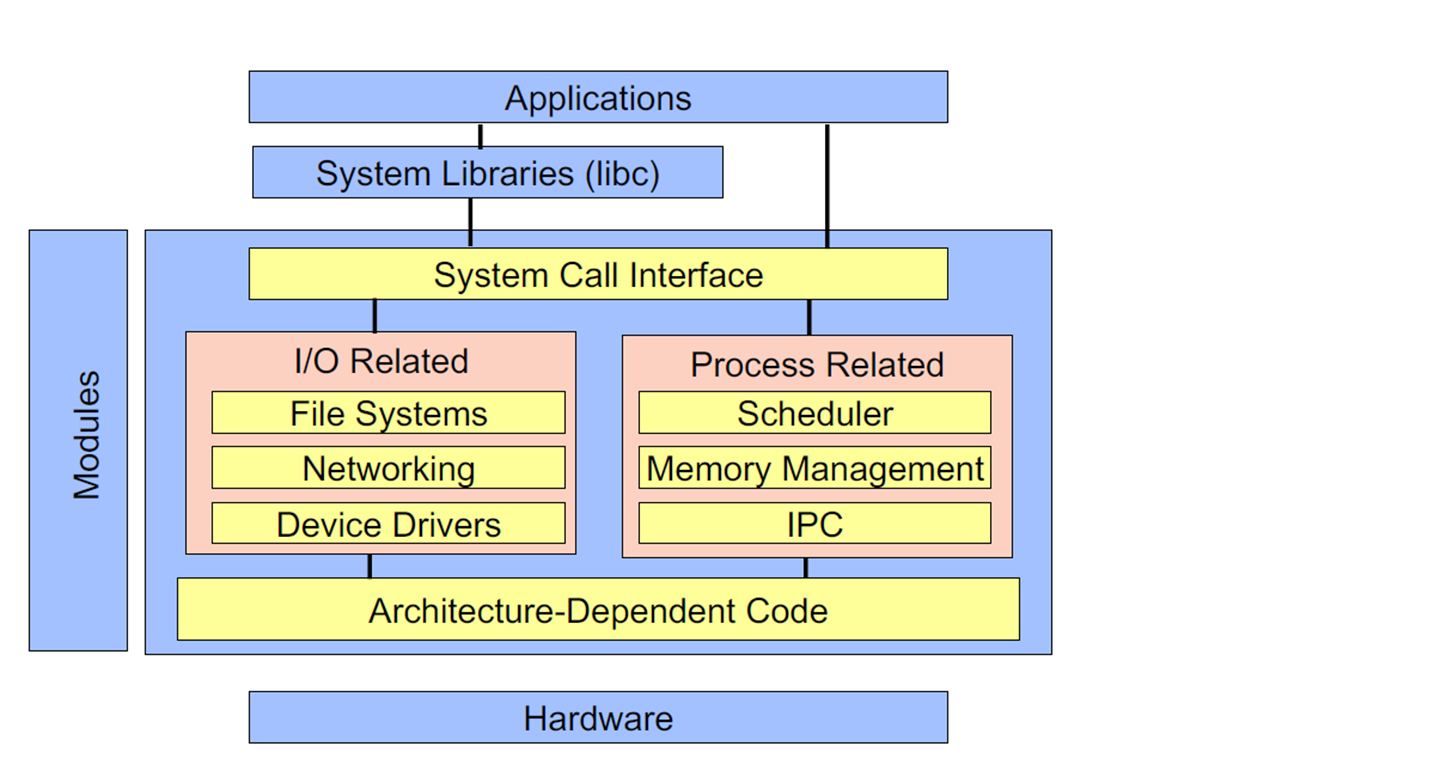 Applications
System Libraries (libc)
System Call Interface
Modules
I/O Related
File Systems
Networking
Device Drivers
Process Related
Scheduler
Memory Management
IPC
Architecture-Dependent Code
Hardware